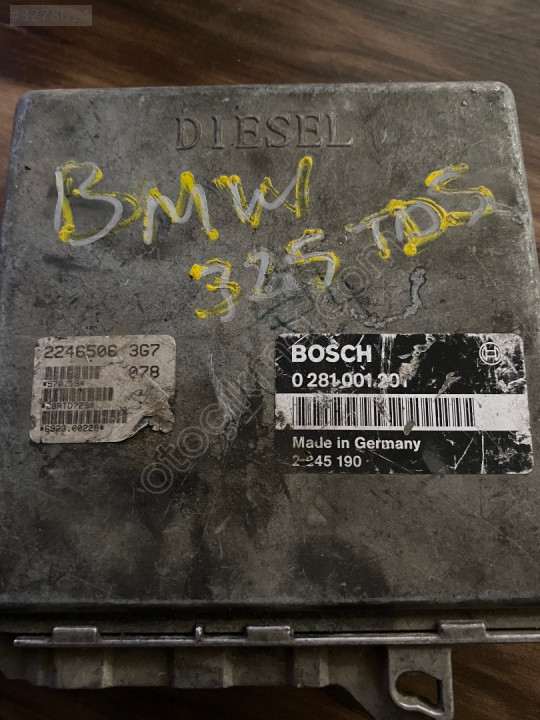 DIESEL
BMW
325 TDS
2246506 3G7
078
BOSCH
0 281 001 201
Made in Germany
2 245 190